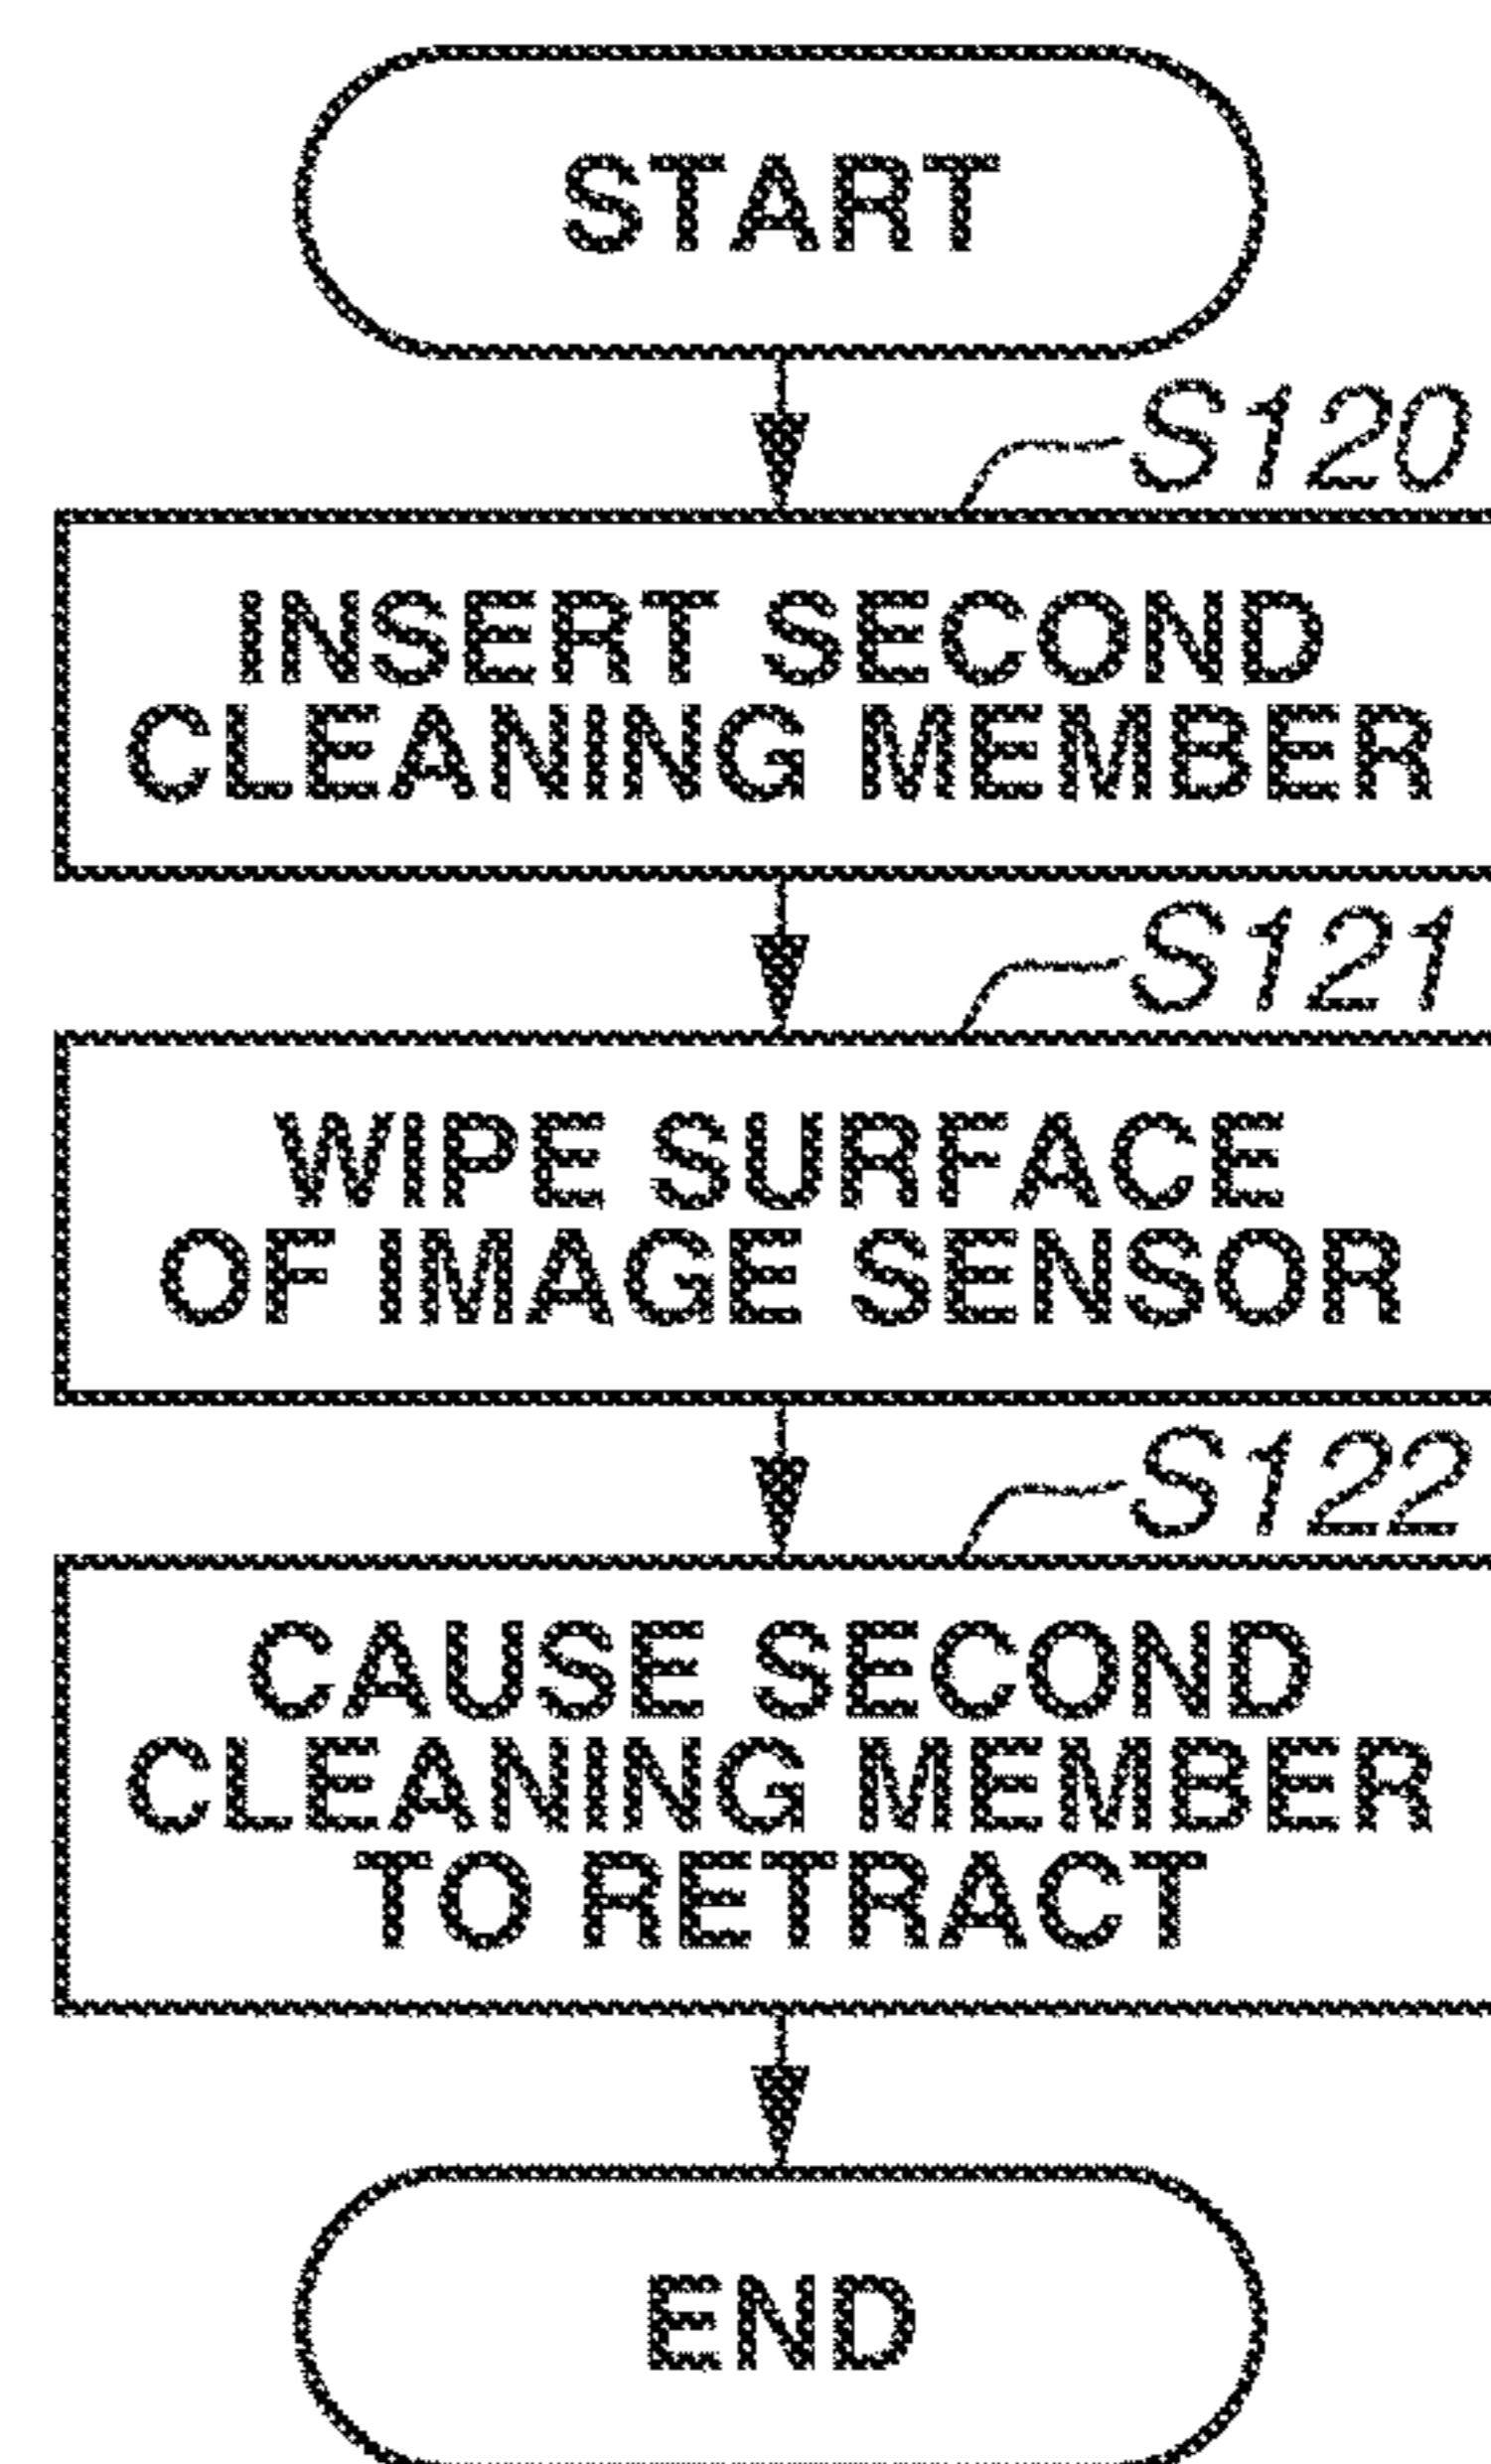 START
S120
INSERT SECOND
CLEANING MEMBER
S121
WIPE SURFACE
OF IMAGE SENSOR
S122
CAUSE SECOND
CLEANING MEMBER
TO RETRACT
END